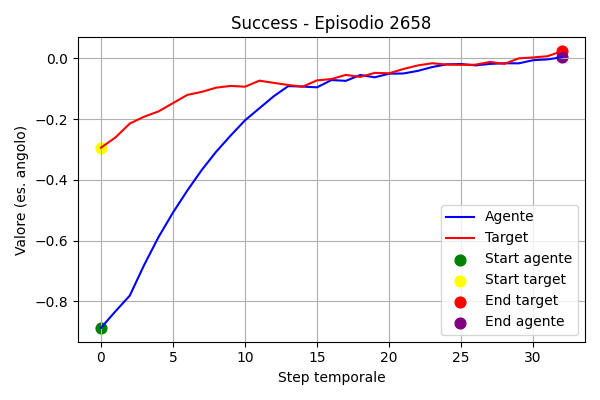 Success - Episodio 2658
Valore (es. angolo)
0.0
−0.2
−0.4
−0.6
−0.8
0 5 10 15 20 25 30
Step temporale
Agente
Target
Start agente
Start target
End target
End agente